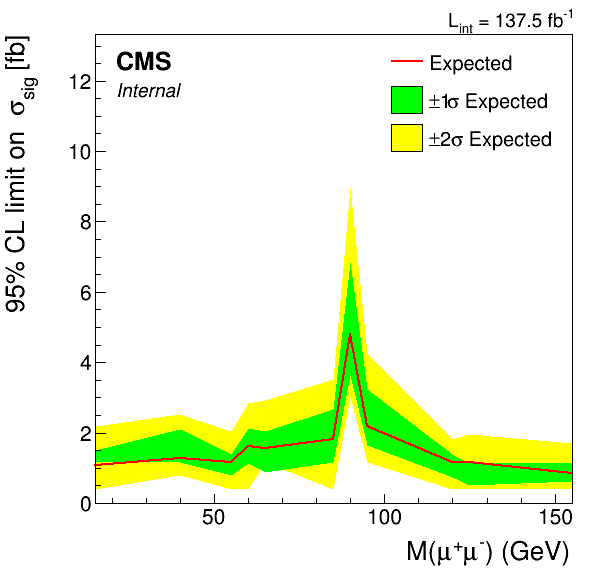 L_int = 137.5 fb⁻¹
CMS
Internal
Expected
±1σ Expected
±2σ Expected
95% CL limit on σ_sig [fb]
12
10
8
6
4
2
0
50 100 150
M(μ⁺μ⁻) (GeV)